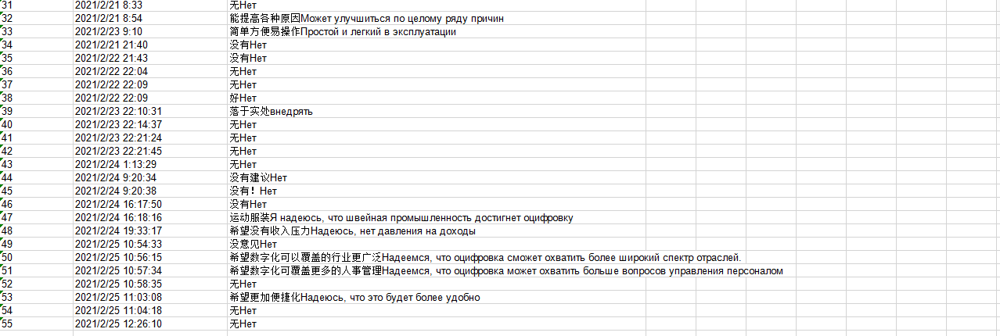 31 2021/2/21 8:33 无Нет
32 2021/2/21 8:54 能提高各种原因Может улучшиться по целому ряду причин
33 2021/2/23 9:10 简单方便易操作Простой и легкий в эксплуатации
34 2021/2/21 21:40 没有Нет
35 2021/2/22 21:43 没有Нет
36 2021/2/22 22:04 无Нет
37 2021/2/22 22:09 无Нет
38 2021/2/22 22:09 好Нет
39 2021/2/23 22:10:31 落于实处внедрять
40 2021/2/23 22:14:37 无Нет
41 2021/2/23 22:21:24 无Нет
42 2021/2/23 22:21:45 无Нет
43 2021/2/24 1:13:29 无Нет
44 2021/2/24 9:20:34 没有建议Нет
45 2021/2/24 9:20:38 没有！Нет
46 2021/2/24 16:17:50 没有Нет
47 2021/2/24 16:18:16 运动服装Я надеюсь, что швейная промышленность достигнет оцифровку
48 2021/2/24 19:33:17 希望没有收入压力Надеюсь, нет давления на доходы
49 2021/2/25 10:54:33 没意见Нет
50 2021/2/25 10:56:15 希望数字化可以覆盖的行业更广泛Надеемся, что оцифровка сможет охватить более широкий спектр отраслей.
51 2021/2/25 10:57:34 希望数字化可覆盖更多的人事管理Надеемся, что оцифровка может охватить больше вопросов управления персоналом
52 2021/2/25 10:58:35 无Нет
53 2021/2/25 11:03:08 希望更加便捷化Надеюсь, что это будет более удобно
54 2021/2/25 11:04:18 无Нет
55 2021/2/25 12:26:10 无Нет